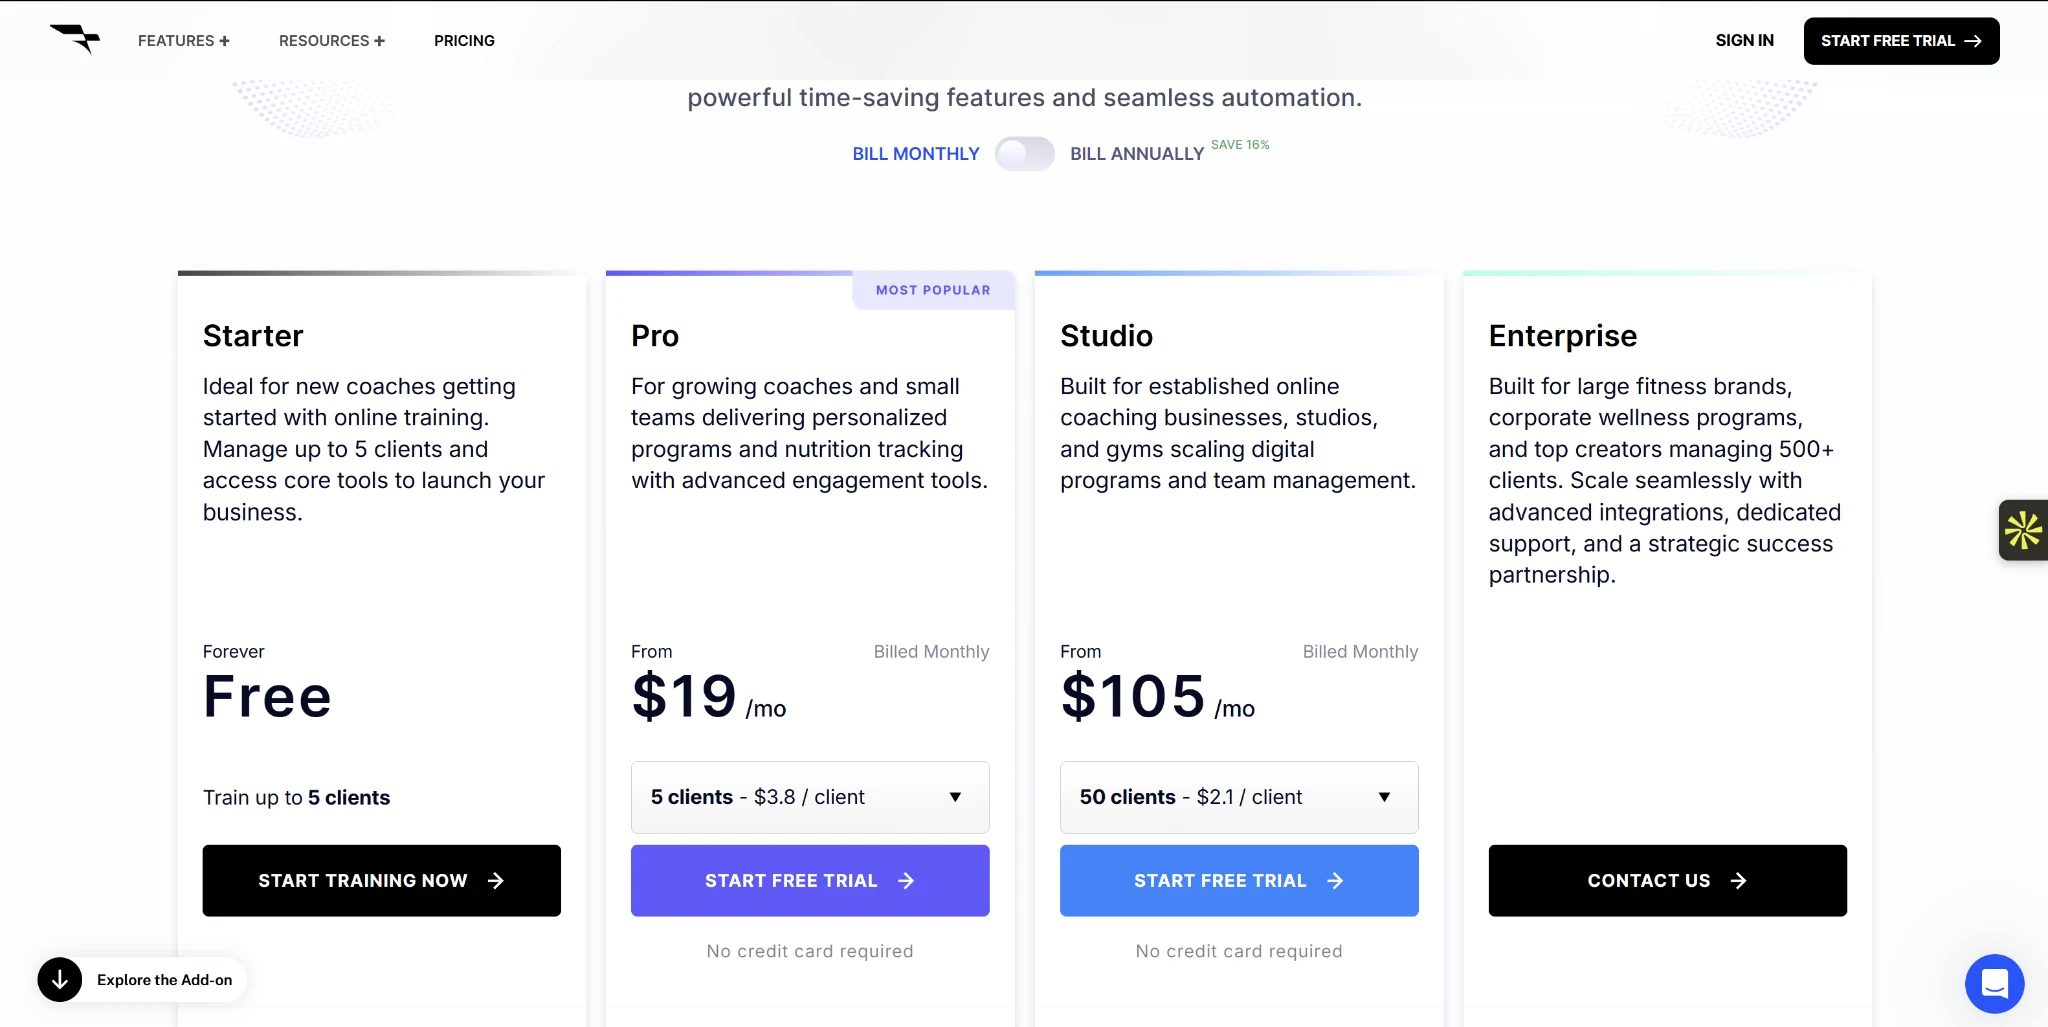 FEATURES +
RESOURCES +
PRICING
SIGN IN
START FREE TRIAL →
powerful time-saving features and seamless automation.
BILL MONTHLY
BILL ANNUALLY
SAVE 16%
Starter
Ideal for new coaches getting
started with online training.
Manage up to 5 clients and
access core tools to launch your
business.
Forever
Free
Train up to 5 clients
START TRAINING NOW →
MOST POPULAR
Pro
For growing coaches and small
teams delivering personalized
programs and nutrition tracking
with advanced engagement tools.
From
Billed Monthly
$19 /mo
5 clients - $3.8 / client
START FREE TRIAL →
No credit card required
Studio
Built for established online
coaching businesses, studios,
and gyms scaling digital
programs and team management.
From
Billed Monthly
$105 /mo
50 clients - $2.1 / client
START FREE TRIAL →
No credit card required
Enterprise
Built for large fitness brands,
corporate wellness programs,
and top creators managing 500+
clients. Scale seamlessly with
advanced integrations, dedicated
support, and a strategic success
partnership.
CONTACT US →
Explore the Add-on